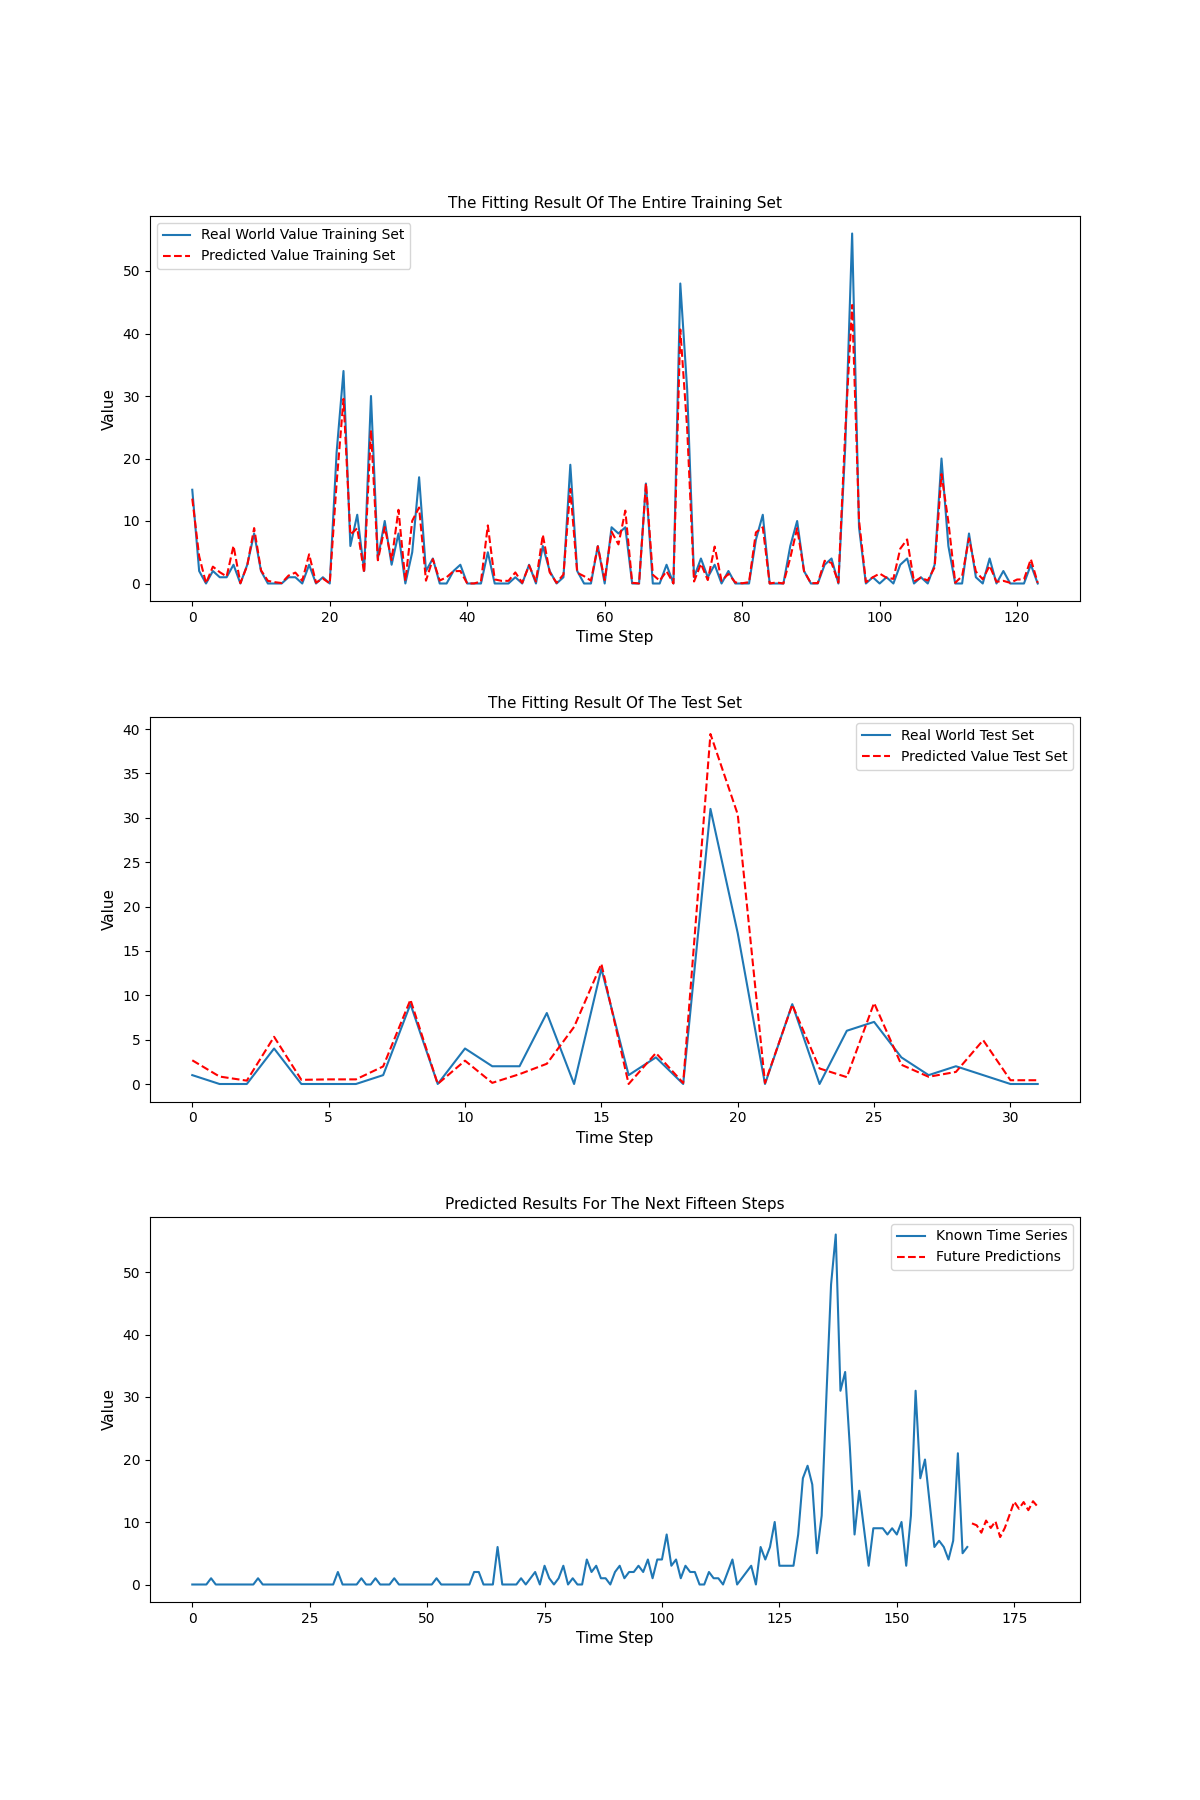 The Fitting Result Of The Entire Training Set
Real World Value Training Set
Predicted Value Training Set
Value
50
40
30
20
10
0
0 20 40 60 80 100 120
Time Step
The Fitting Result Of The Test Set
Real World Test Set
Predicted Value Test Set
Value
40
35
30
25
20
15
10
5
0
0 5 10 15 20 25 30
Time Step
Predicted Results For The Next Fifteen Steps
Known Time Series
Future Predictions
Value
50
40
30
20
10
0
0 25 50 75 100 125 150 175
Time Step